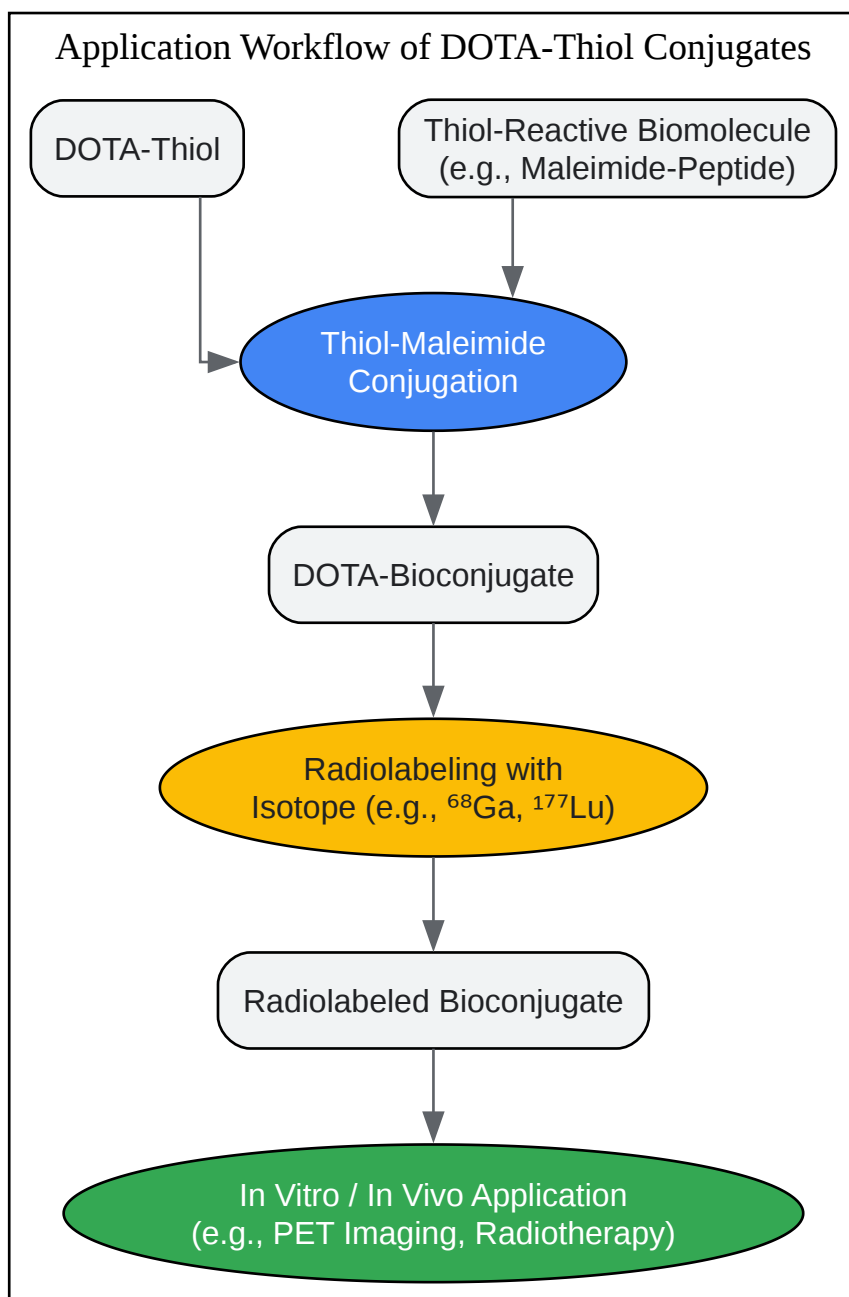 Application Workflow of DOTA-Thiol Conjugates
DOTA-Thiol
Thiol-Reactive Biomolecule
(e.g., Maleimide-Peptide)
Thiol-Maleimide
Conjugation
DOTA-Bioconjugate
Radiolabeling with
Isotope (e.g., ⁶⁸Ga, ¹⁷⁷Lu)
Radiolabeled Bioconjugate
In Vitro / In Vivo Application
(e.g., PET Imaging, Radiotherapy)